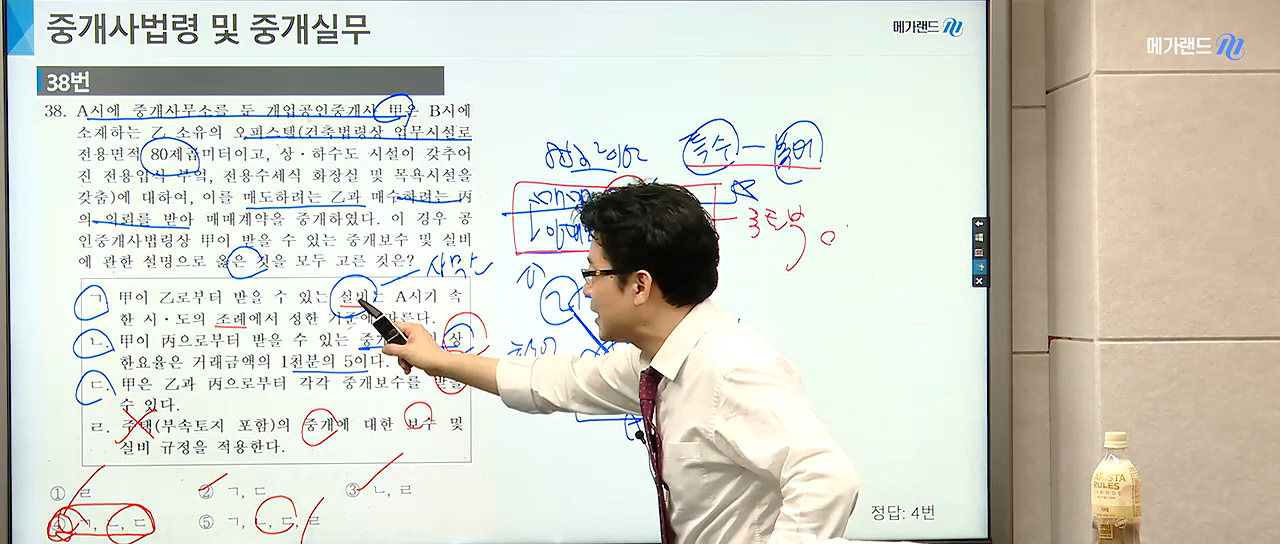 중개사법령 및 중개실무
메가랜드
메가랜드
38번
38. A시에 중개사무소를 둔 개업공인중개사 甲은 B시에
소재하는 乙 소유의 오피스텔(건축법령상 업무시설로
전용면적 80제곱미터이고, 상·하수도 시설이 갖추어
진 전용입식 부엌, 전용수세식 화장실 및 목욕시설을
갖춤)에 대하여, 이를 매도하려는 乙과 매수하려는 丙
의 의뢰를 받아 매매계약을 중개하였다. 이 경우 공
인중개사법령상 甲이 받을 수 있는 중개보수 및 실비
에 관한 설명으로 옳은 것을 모두 고른 것은?
ㄱ. 甲이 乙로부터 받을 수 있는 실비는 A시가 속
한 시·도의 조례에서 정한 기준에 따른다.
ㄴ. 甲이 丙으로부터 받을 수 있는 상
한요율은 거래금액의 1천분의 5이다.
ㄷ. 甲은 乙과 丙으로부터 각각 중개보수를 받을
수 있다.
ㄹ. 주택(부속토지 포함)의 중개에 대한 보수 및
실비 규정을 적용한다.
① ㄹ ② ㄱ, ㄷ ③ ㄴ, ㄹ
④ ㄱ, ㄴ, ㄷ ⑤ ㄱ, ㄴ, ㄷ, ㄹ
정답: 4번